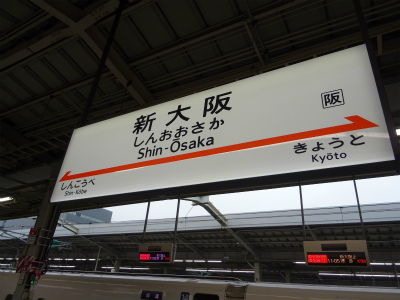 新大阪
しんおおさか
Shin-Ōsaka
阪
しんこうべ
Shin-Kōbe
きょうと
Kyōto